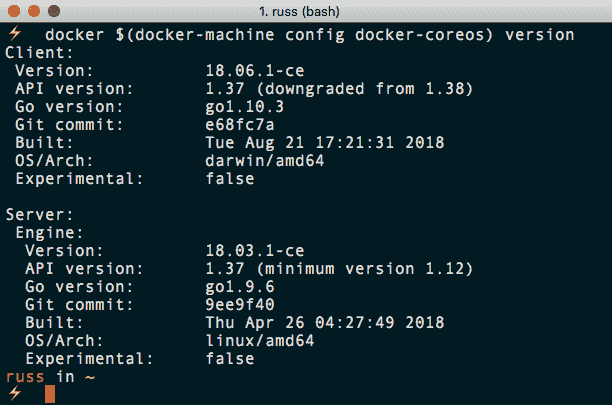 1. russ (bash)
⚡ docker $(docker-machine config docker-coreos) version
Client:
 Version:           18.06.1-ce
 API version:       1.37 (downgraded from 1.38)
 Go version:        go1.10.3
 Git commit:        e68fc7a
 Built:             Tue Aug 21 17:21:31 2018
 OS/Arch:           darwin/amd64
 Experimental:      false

Server:
 Engine:
  Version:          18.03.1-ce
  API version:      1.37 (minimum version 1.12)
  Go version:       go1.9.6
  Git commit:       9ee9f40
  Built:            Thu Apr 26 04:27:49 2018
  OS/Arch:          linux/amd64
  Experimental:     false
russ in ~
⚡